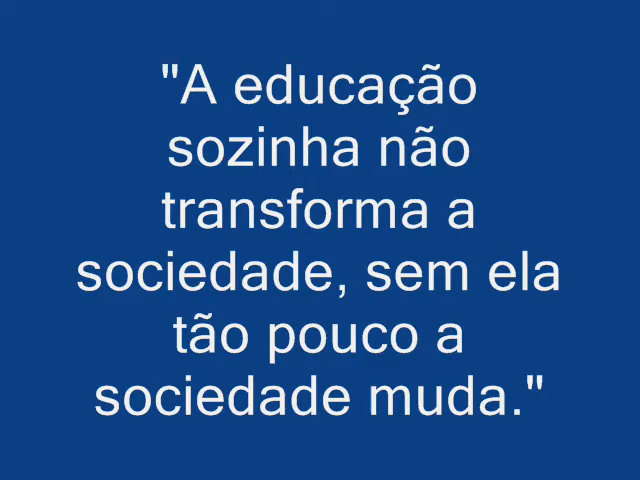 "A educação
sozinha não
transforma a
sociedade, sem ela
tão pouco a
sociedade muda."